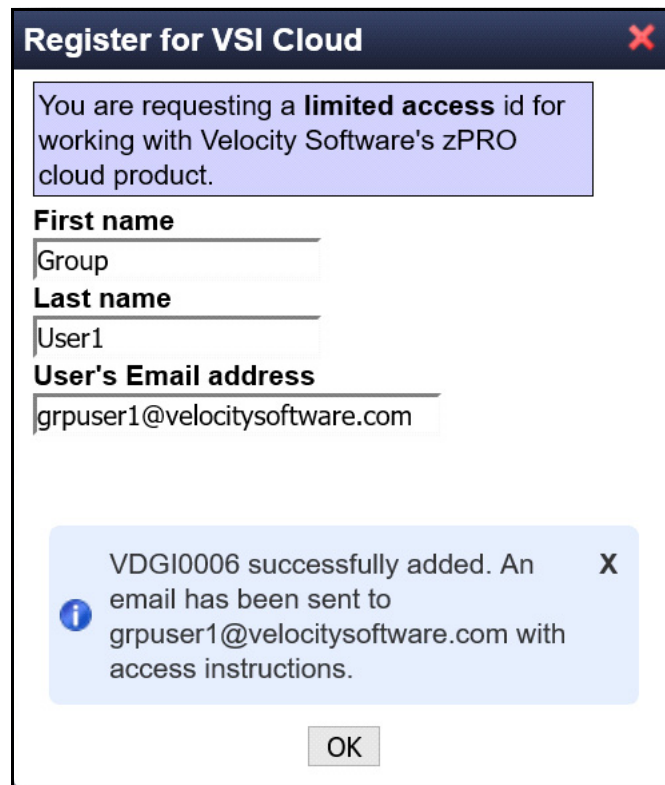 Register for VSI Cloud
You are requesting a limited access id for
working with Velocity Software's zPRO
cloud product.
First name
Group
Last name
User1
User's Email address
grpuser1@velocitysoftware.com
VDGI0006 successfully added. An X
email has been sent to
grpuser1@velocitysoftware.com with
access instructions.
OK